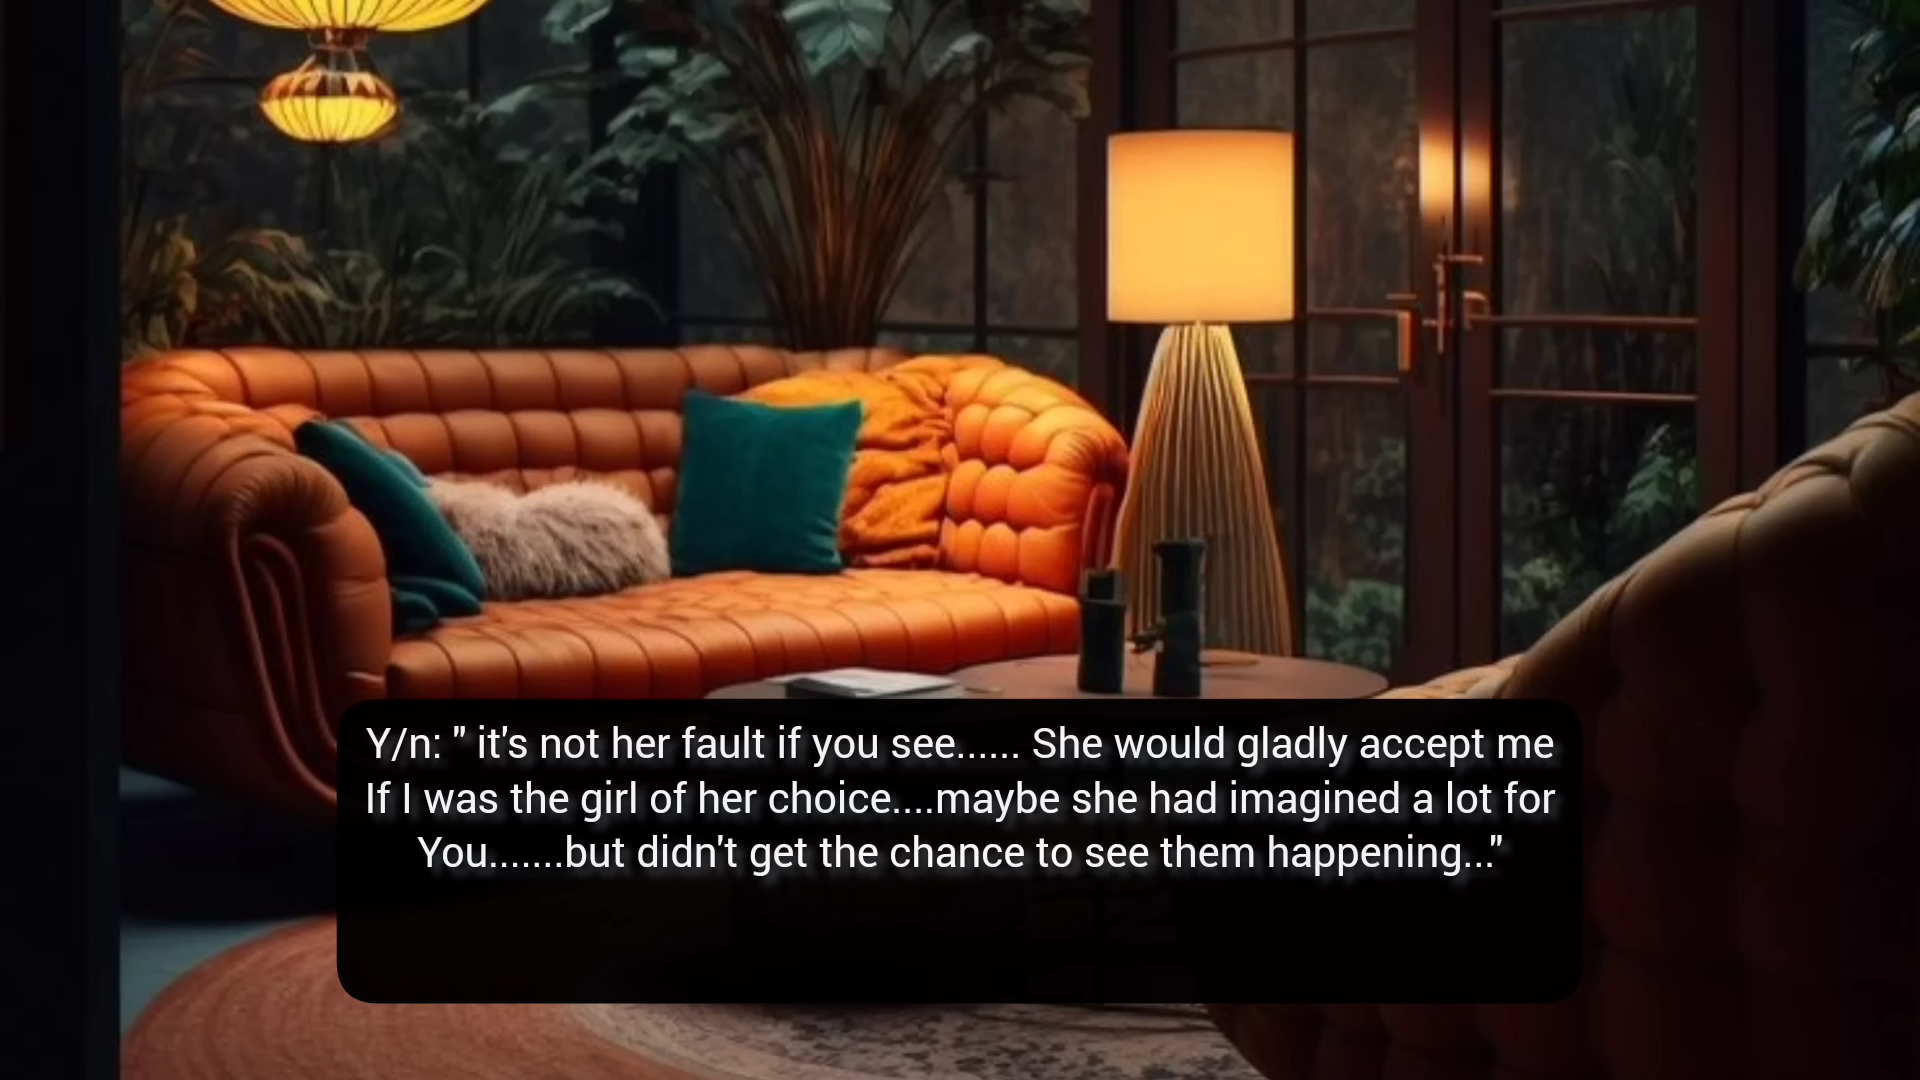 Y/n: " it's not her fault if you see...... She would gladly accept me
If I was the girl of her choice....maybe she had imagined a lot for
You.......but didn't get the chance to see them happening..."